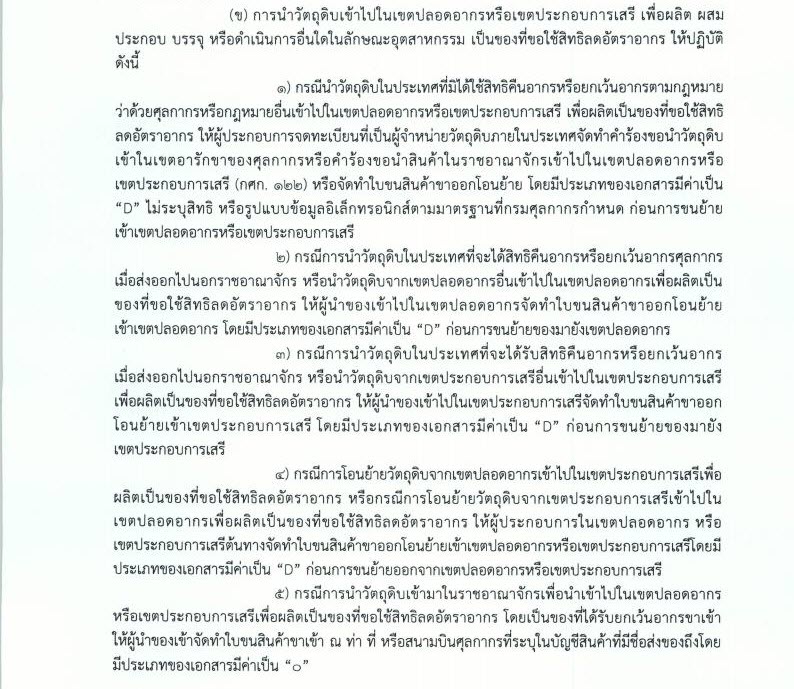 (ข) การนำวัตถุดิบเข้าไปในเขตปลอดอากรหรือเขตประกอบการเสรี เพื่อผลิต ผสม
ประกอบ บรรจุ หรือดำเนินการอื่นใดในลักษณะอุตสาหกรรม เป็นของที่ขอใช้สิทธิลดอัตราอากร ให้ปฏิบัติ
ดังนี้
๑) กรณีนำวัตถุดิบในประเทศที่มิได้ใช้สิทธิคืนอากรหรือยกเว้นอากรตามกฎหมาย
ว่าด้วยศุลกากรหรือกฎหมายอื่นเข้าไปในเขตปลอดอากรหรือเขตประกอบการเสรี เพื่อผลิตเป็นของที่ขอใช้สิทธิ
ลดอัตราอากร ให้ผู้ประกอบการจดทะเบียนที่เป็นผู้จำหน่ายวัตถุดิบภายในประเทศจัดทำคำร้องขอนำวัตถุดิบ
เข้าในเขตอารักขาของศุลกากรหรือคำร้องขอนำสินค้าในราชอาณาจักรเข้าไปในเขตปลอดอากรหรือ
เขตประกอบการเสรี (กศก. ๑๒๒) หรือจัดทำใบขนสินค้าขาออกโอนย้าย โดยมีประเภทของเอกสารมีค่าเป็น
“D” ไม่ระบุสิทธิ หรือรูปแบบข้อมูลอิเล็กทรอนิกส์ตามมาตรฐานที่กรมศุลกากรกำหนด ก่อนการขนย้าย
เข้าเขตปลอดอากรหรือเขตประกอบการเสรี
๒) กรณีการนำวัตถุดิบในประเทศที่จะได้สิทธิคืนอากรหรือยกเว้นอากรศุลกากร
เมื่อส่งออกไปนอกราชอาณาจักร หรือนำวัตถุดิบจากเขตปลอดอากรอื่นเข้าไปในเขตปลอดอากรเพื่อผลิตเป็น
ของที่ขอใช้สิทธิลดอัตราอากร ให้ผู้นำของเข้าไปในเขตปลอดอากรจัดทำใบขนสินค้าขาออกโอนย้าย
เข้าเขตปลอดอากร โดยมีประเภทของเอกสารมีค่าเป็น “D” ก่อนการขนย้ายของมายังเขตปลอดอากร
๓) กรณีการนำวัตถุดิบในประเทศที่จะได้รับสิทธิคืนอากรหรือยกเว้นอากร
เมื่อส่งออกไปนอกราชอาณาจักร หรือนำวัตถุดิบจากเขตประกอบการเสรีอื่นเข้าไปในเขตประกอบการเสรี
เพื่อผลิตเป็นของที่ขอใช้สิทธิลดอัตราอากร ให้ผู้นำของเข้าไปในเขตประกอบการเสรีจัดทำใบขนสินค้าขาออก
โอนย้ายเข้าเขตประกอบการเสรี โดยมีประเภทของเอกสารมีค่าเป็น “D” ก่อนการขนย้ายของมายัง
เขตประกอบการเสรี
๔) กรณีการโอนย้ายวัตถุดิบจากเขตปลอดอากรเข้าไปในเขตประกอบการเสรีเพื่อ
ผลิตเป็นของที่ขอใช้สิทธิลดอัตราอากร หรือกรณีการโอนย้ายวัตถุดิบจากเขตประกอบการเสรีเข้าไปใน
เขตปลอดอากรเพื่อผลิตเป็นของที่ขอใช้สิทธิลดอัตราอากร ให้ผู้ประกอบการในเขตปลอดอากร หรือ
เขตประกอบการเสรีต้นทางจัดทำใบขนสินค้าขาออกโอนย้ายเข้าเขตปลอดอากรหรือเขตประกอบการเสรีโดยมี
ประเภทของเอกสารมีค่าเป็น “D” ก่อนการขนย้ายออกจากเขตปลอดอากรหรือเขตประกอบการเสรี
๕) กรณีการนำวัตถุดิบเข้ามาในราชอาณาจักรเพื่อนำเข้าไปในเขตปลอดอากร
หรือเขตประกอบการเสรีเพื่อผลิตเป็นของที่ขอใช้สิทธิลดอัตราอากร โดยเป็นของที่ได้รับยกเว้นอากรขาเข้า
ให้ผู้นำของเข้าจัดทำใบขนสินค้าขาเข้า ณ ท่า ที่ หรือสนามบินศุลกากรที่ระบุในบัญชีสินค้าที่มีชื่อส่งของถึงโดย
มีประเภทของเอกสารมีค่าเป็น “๐”